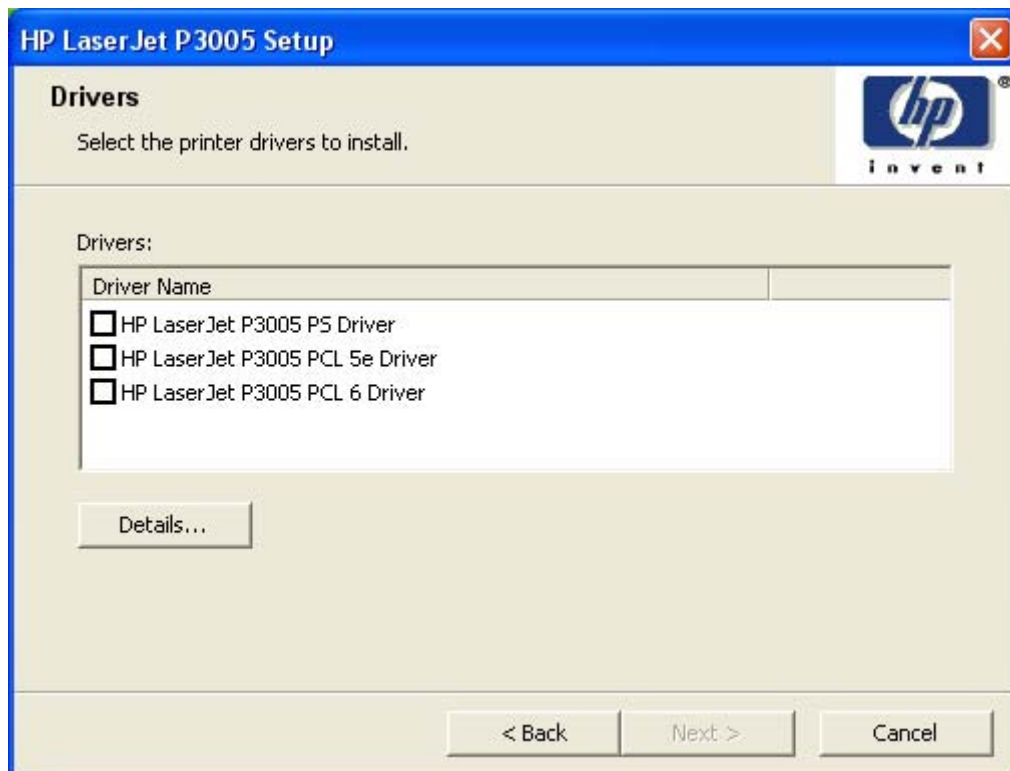 HP LaserJet P3005 Setup
Drivers
Select the printer drivers to install.
hp ®
invent
Drivers:
Driver Name
HP LaserJet P3005 PS Driver
HP LaserJet P3005 PCL 5e Driver
HP LaserJet P3005 PCL 6 Driver
Details...
< Back Next > Cancel